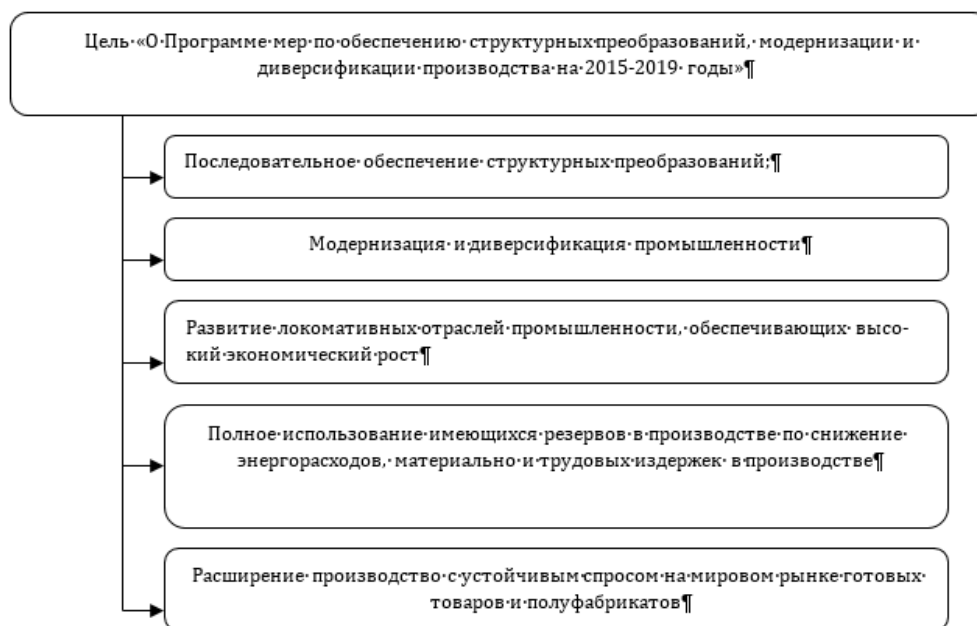 Цель «О Программе мер по обеспечению структурных преобразований, модернизации и
диверсификации производства на 2015-2019 годы»¶
Последовательное обеспечение структурных преобразований;¶
Модернизация и диверсификация промышленности¶
Развитие локомативных отраслей промышленности, обеспечивающих высо-
кий экономический рост¶
Полное использование имеющихся резервов в производстве по снижение
энергорасходов, материально и трудовых издержек в производстве¶
Расширение производство с устойчивым спросом на мировом рынке готовых
товаров и полуфабрикатов¶